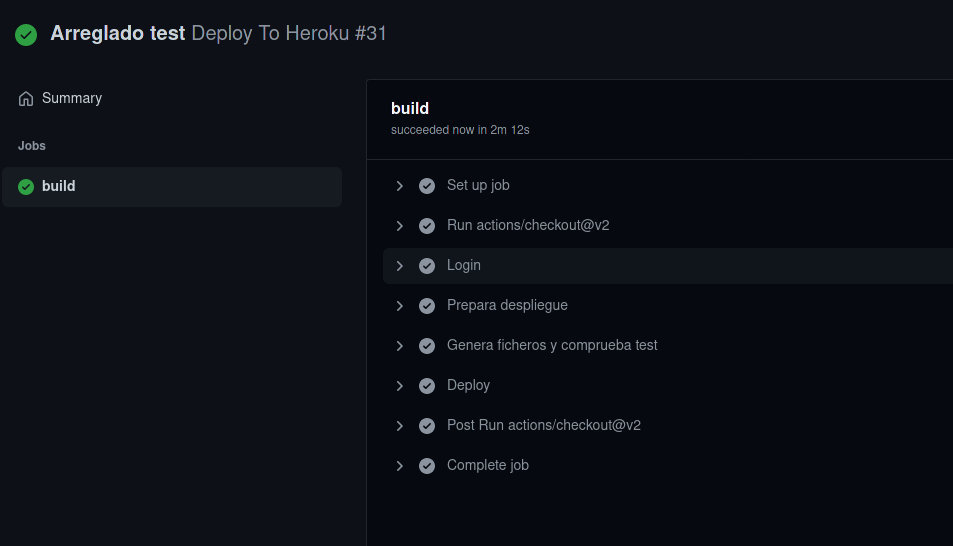 Arreglado test Deploy To Heroku #31
Summary
Jobs
build
build
succeeded now in 2m 12s
Set up job
Run actions/checkout@v2
Login
Prepara despliegue
Genera ficheros y comprueba test
Deploy
Post Run actions/checkout@v2
Complete job